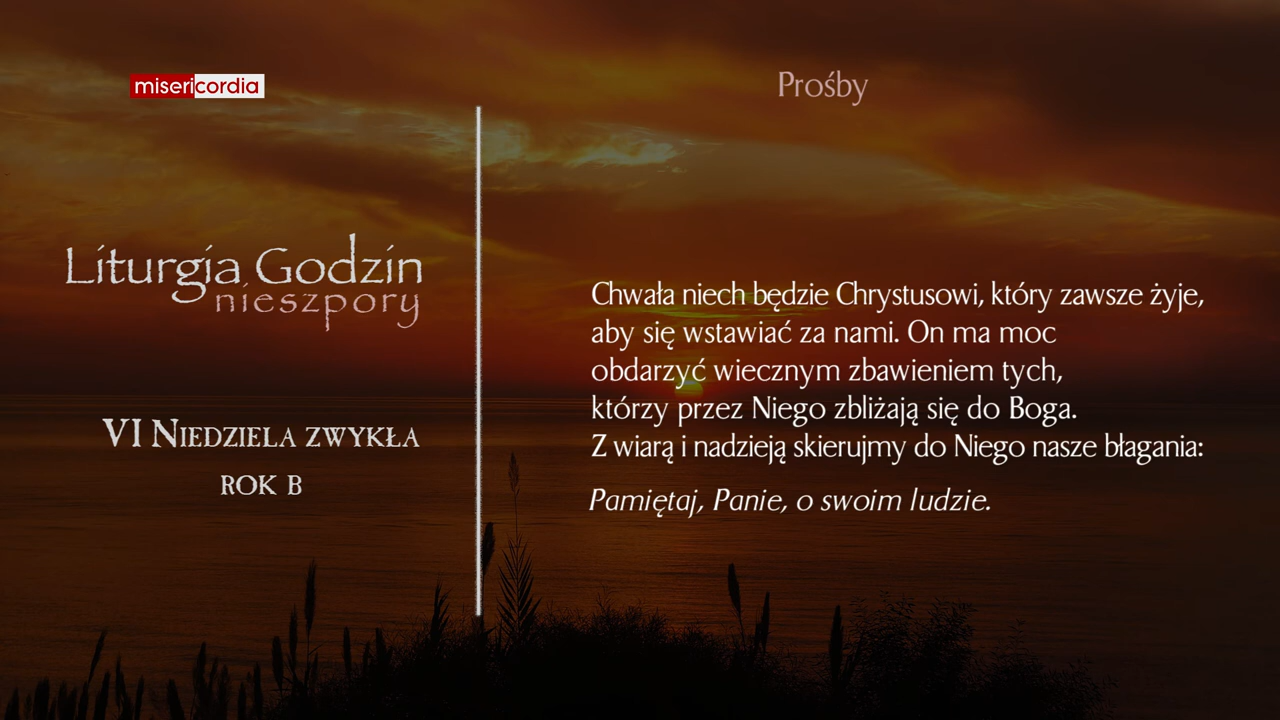 misericordia
Prośby
Liturgia Godzin
nieszpory
VI Niedziela zwykła
rok B
Chwała niech będzie Chrystusowi, który zawsze żyje,
aby się wstawiać za nami. On ma moc
obdarzyć wiecznym zbawieniem tych,
którzy przez Niego zbliżają się do Boga.
Z wiarą i nadzieją skierujmy do Niego nasze błagania:
Pamiętaj, Panie, o swoim ludzie.